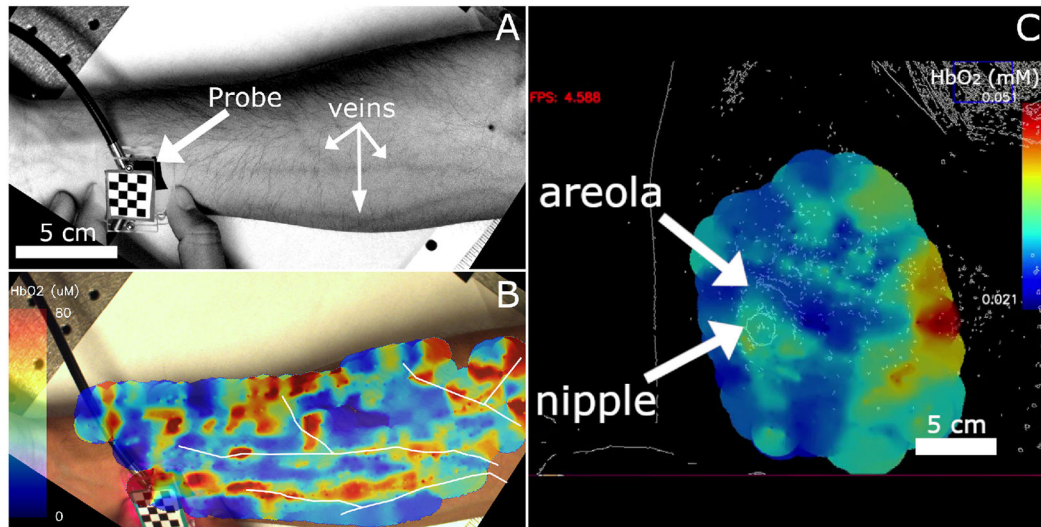 A
Probe
veins
5 cm
HbO2 (uM)
80
B
0
C
HbO₂ (mM)
FPS: 4.588
0.051
areola
0.021
nipple
5 cm